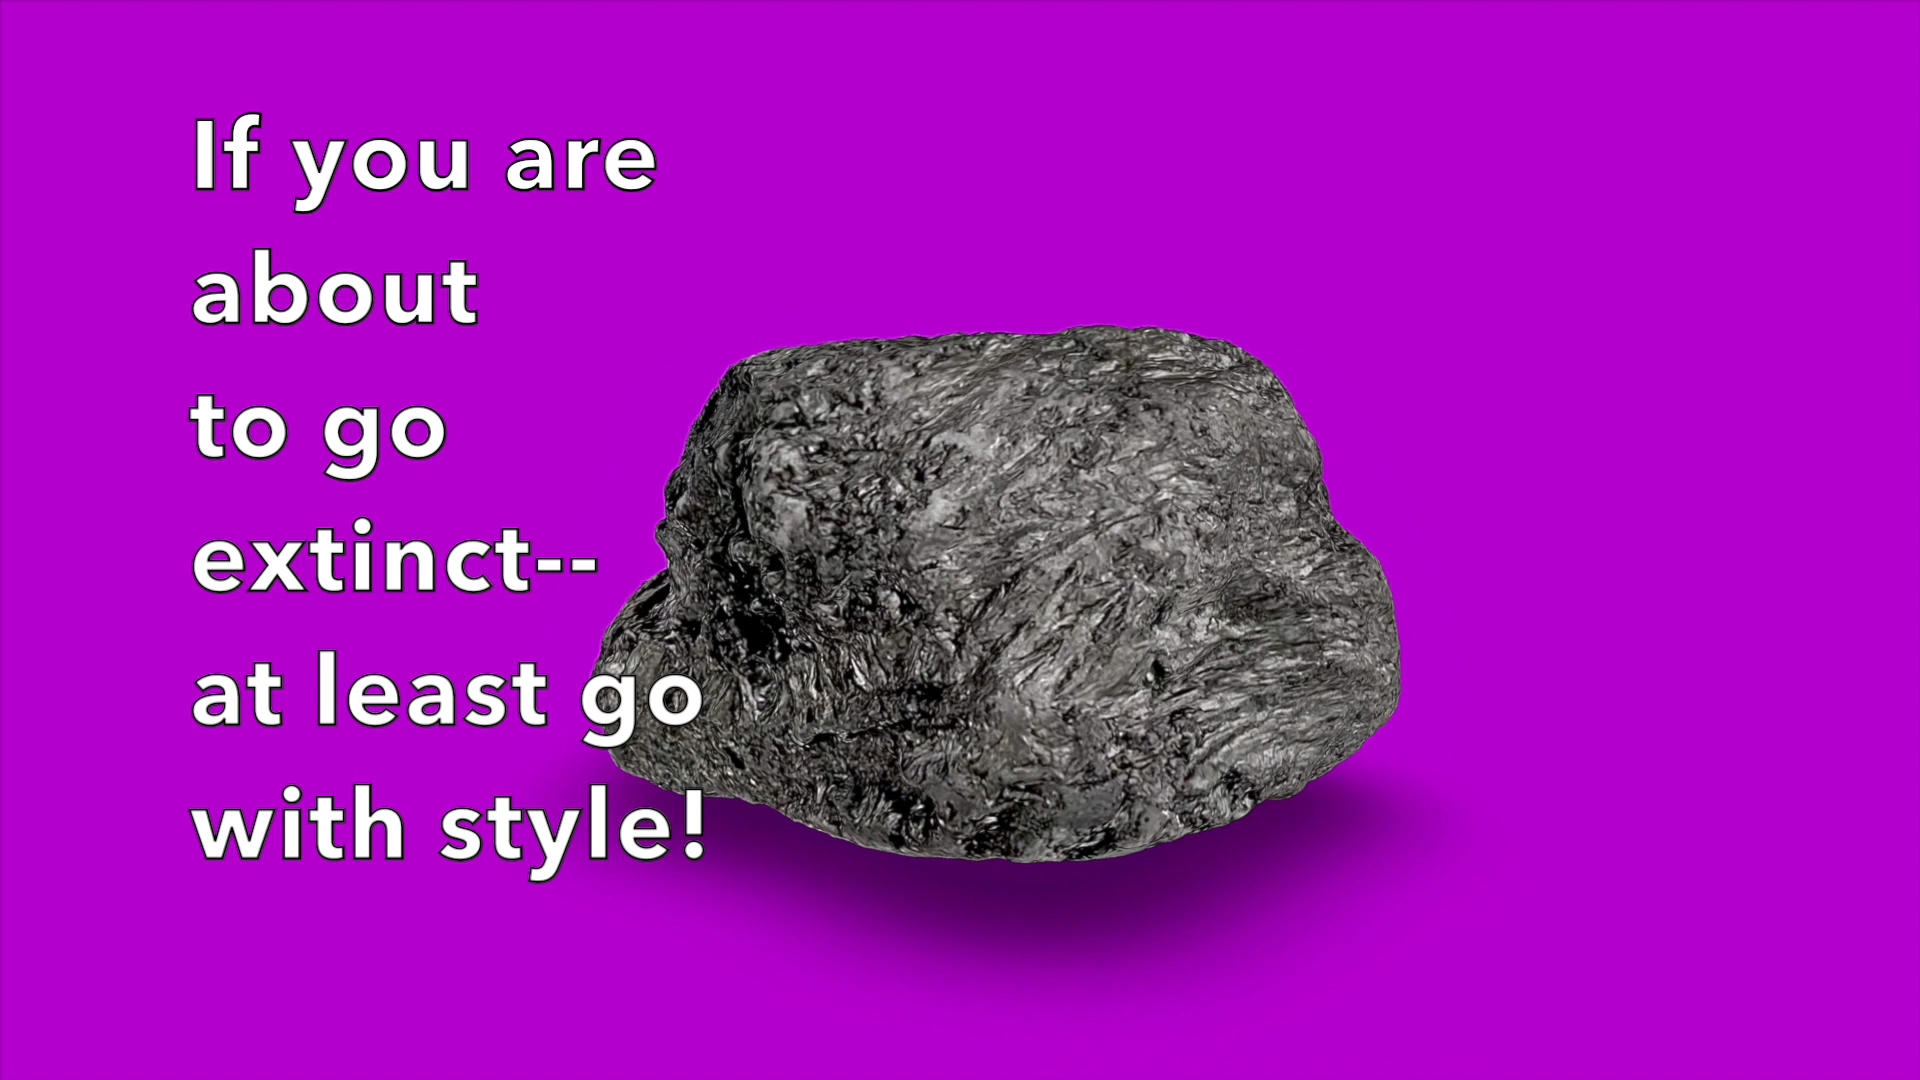 If you are
about
to go
extinct--
at least go
with style!